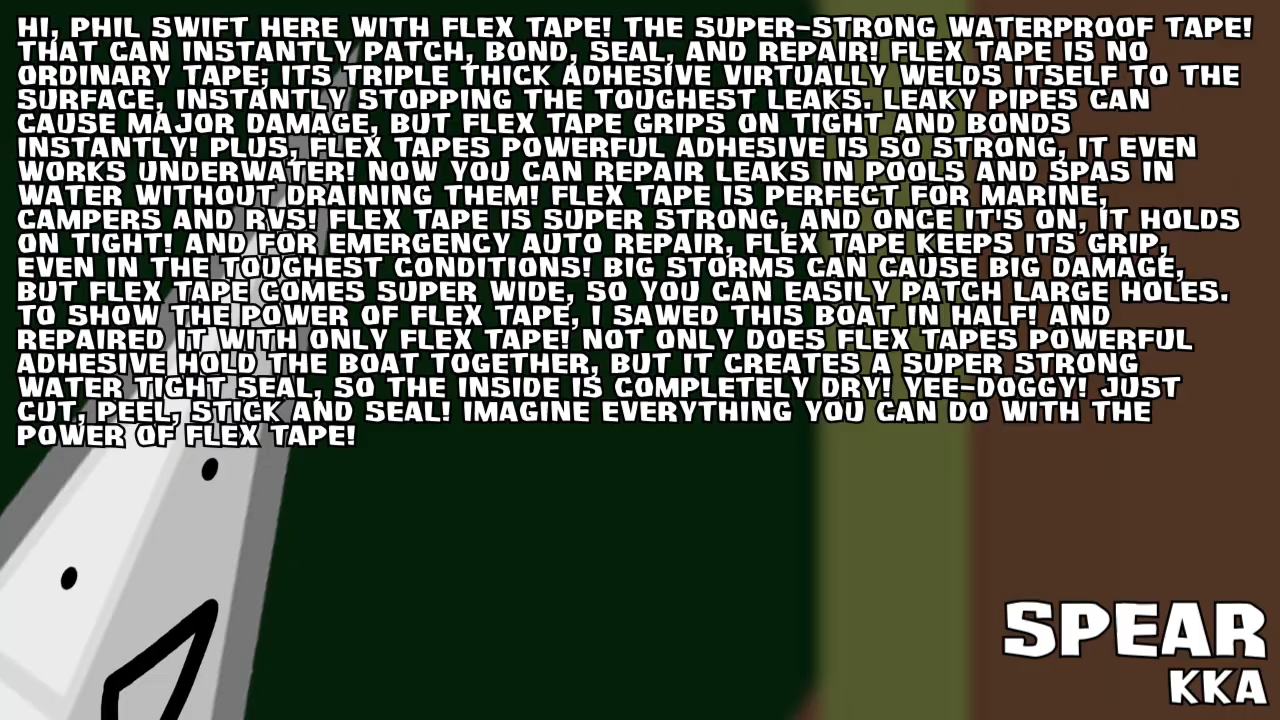 HI, PHIL SWIFT HERE WITH FLEX TAPE! THE SUPER-STRONG WATERPROOF TAPE!
THAT CAN INSTANTLY PATCH, BOND, SEAL, AND REPAIR! FLEX TAPE IS NO
ORDINARY TAPE; ITS TRIPLE THICK ADHESIVE VIRTUALLY WELDS ITSELF TO THE
SURFACE, INSTANTLY STOPPING THE TOUGHEST LEAKS. LEAKY PIPES CAN
CAUSE MAJOR DAMAGE, BUT FLEX TAPE GRIPS ON TIGHT AND BONDS
INSTANTLY! PLUS, FLEX TAPES POWERFUL ADHESIVE IS SO STRONG, IT EVEN
WORKS UNDERWATER! NOW YOU CAN REPAIR LEAKS IN POOLS AND SPAS IN
WATER WITHOUT DRAINING THEM! FLEX TAPE IS PERFECT FOR MARINE,
CAMPERS AND RVS! FLEX TAPE IS SUPER STRONG, AND ONCE IT'S ON, IT HOLDS
ON TIGHT! AND FOR EMERGENCY AUTO REPAIR, FLEX TAPE KEEPS ITS GRIP,
EVEN IN THE TOUGHEST CONDITIONS! BIG STORMS CAN CAUSE BIG DAMAGE,
BUT FLEX TAPE COMES SUPER WIDE, SO YOU CAN EASILY PATCH LARGE HOLES.
TO SHOW THE POWER OF FLEX TAPE, I SAWED THIS BOAT IN HALF! AND
REPAIRED IT WITH ONLY FLEX TAPE! NOT ONLY DOES FLEX TAPES POWERFUL
ADHESIVE HOLD THE BOAT TOGETHER, BUT IT CREATES A SUPER STRONG
WATER TIGHT SEAL, SO THE INSIDE IS COMPLETELY DRY! YEE-DOGGY! JUST
CUT, PEEL, STICK AND SEAL! IMAGINE EVERYTHING YOU CAN DO WITH THE
POWER OF FLEX TAPE!
SPEAR
KKA